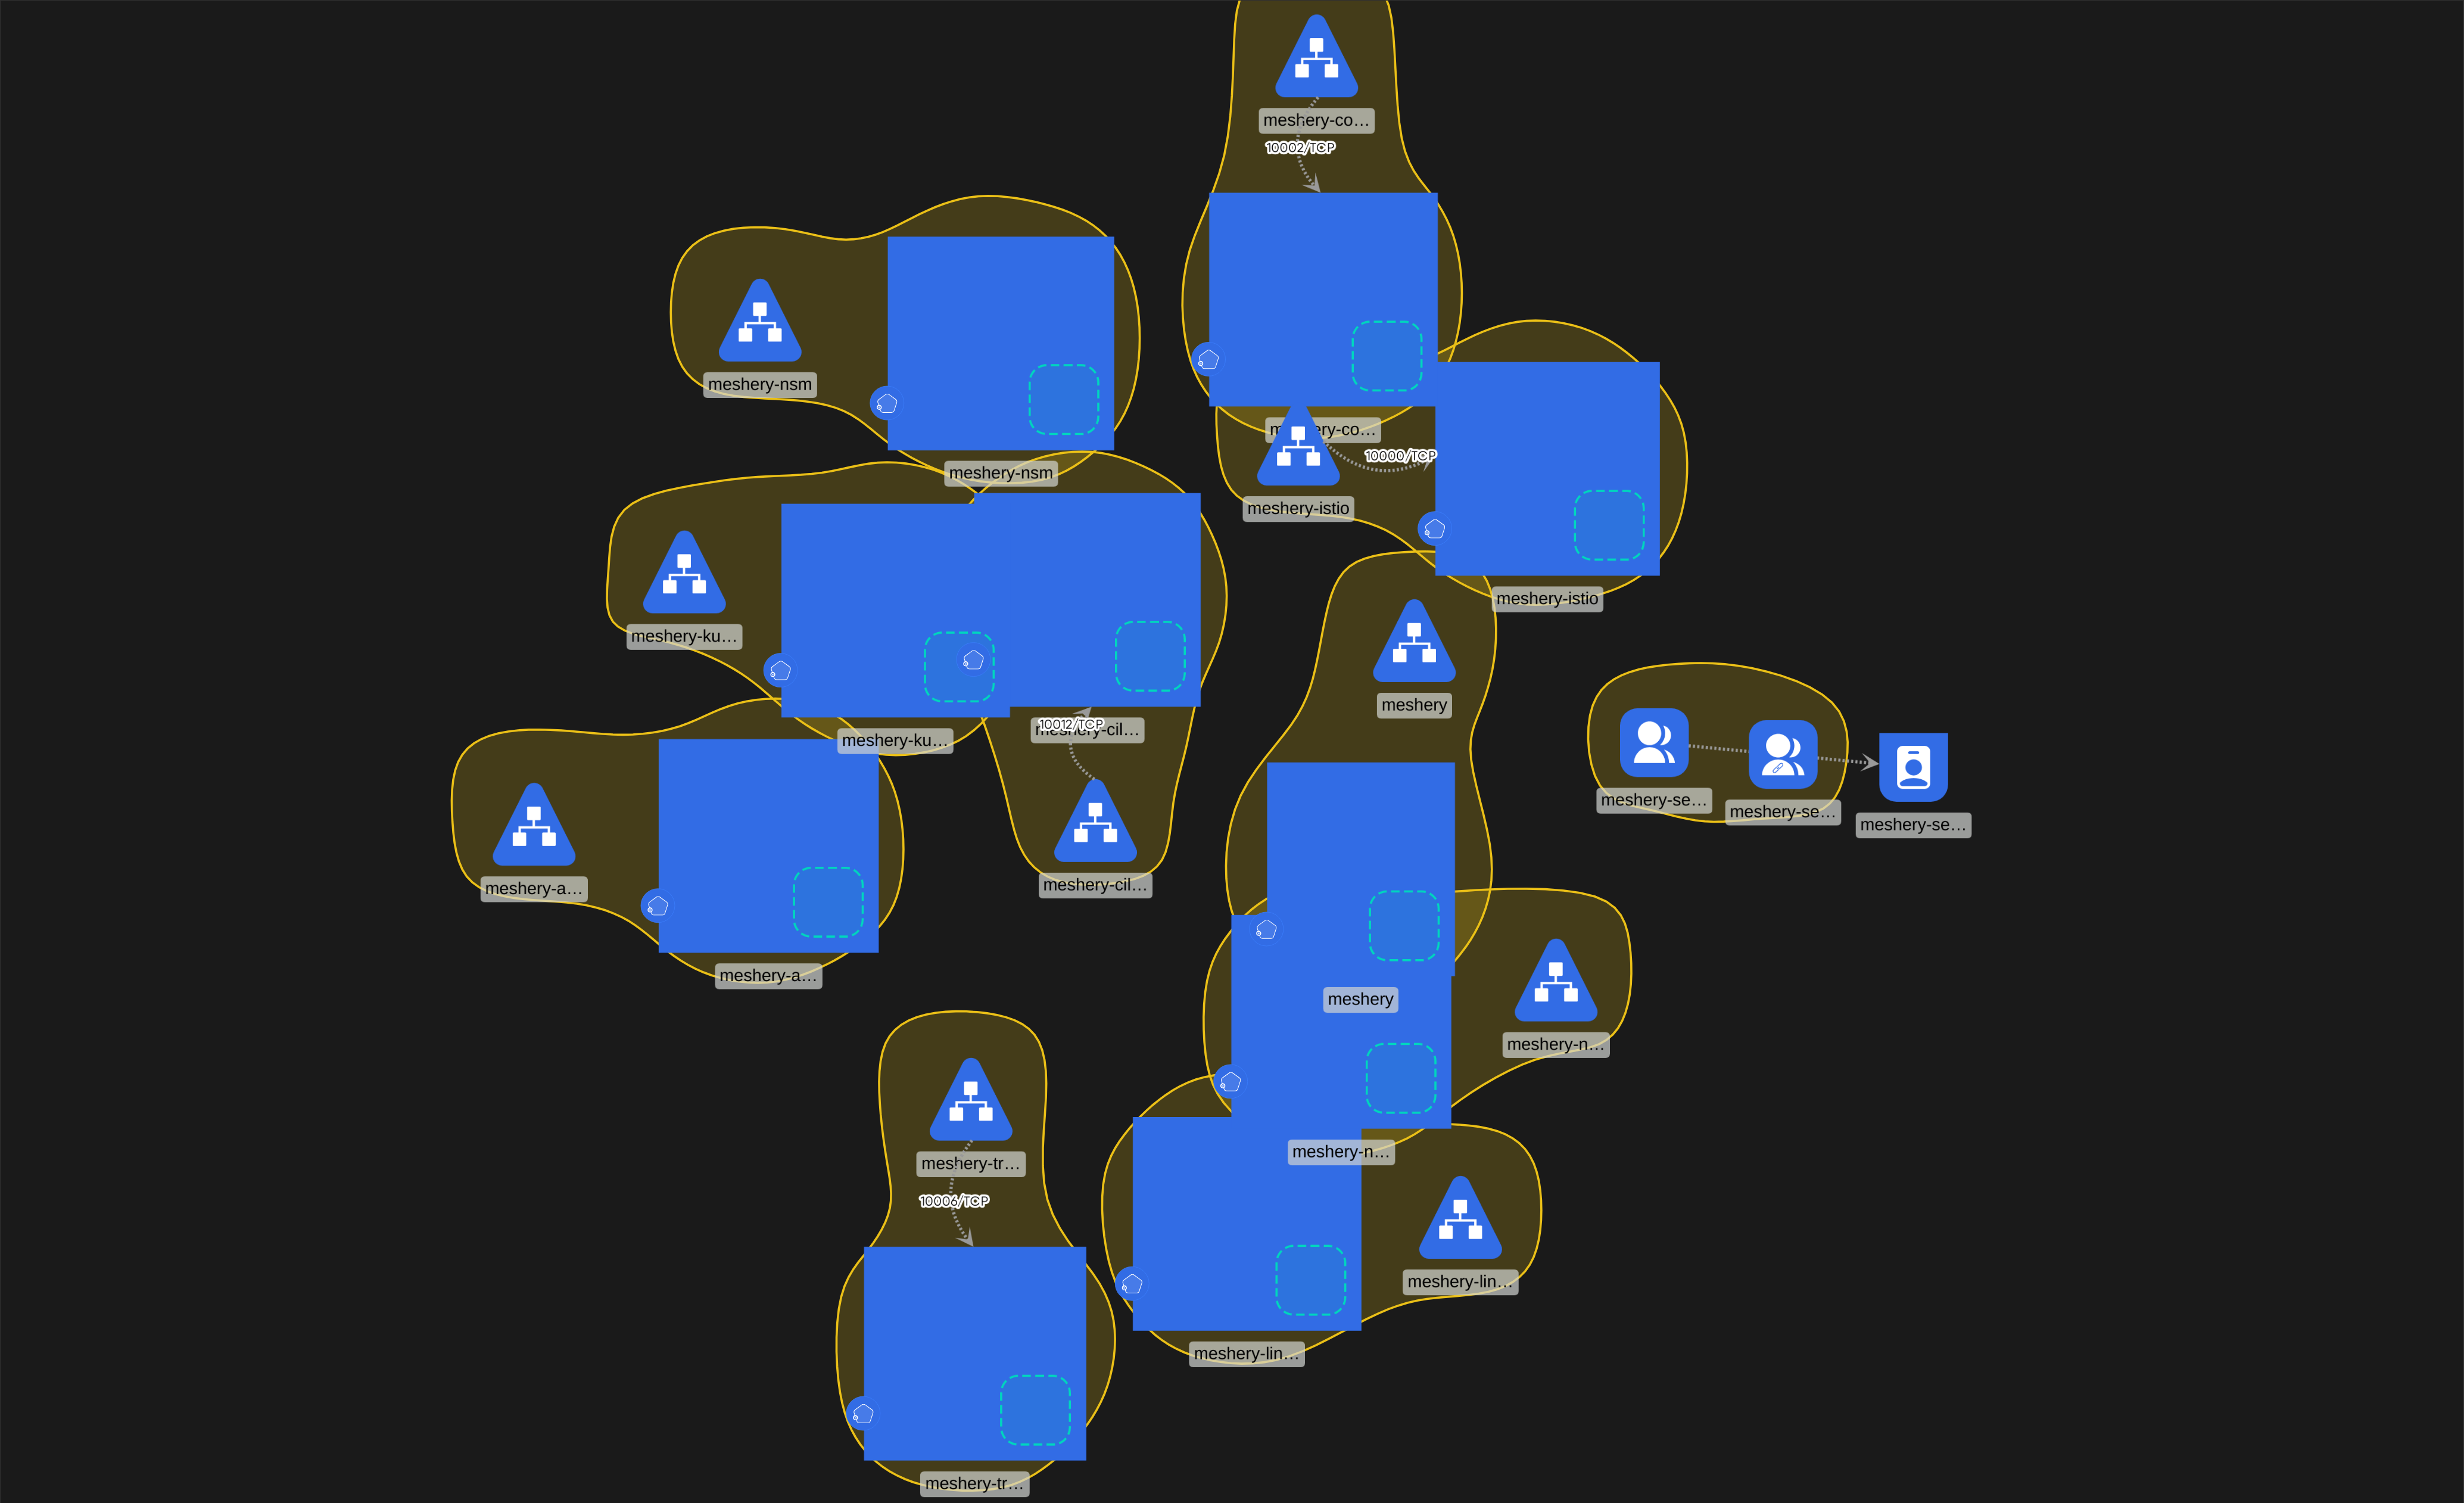 meshery-co…
10002/TCP
meshery-nsm
meshery-nsm
10000/TCP
meshery-istio
meshery-istio
meshery-ku…
meshery-ku…
10012/TCP
meshery-cil…
meshery-cil…
meshery
meshery-se…
meshery-se…
meshery-se…
meshery-a…
meshery-a…
meshery
meshery-n…
meshery-n…
meshery-tr…
10006/TCP
meshery-lin…
meshery-lin…
meshery-tr…